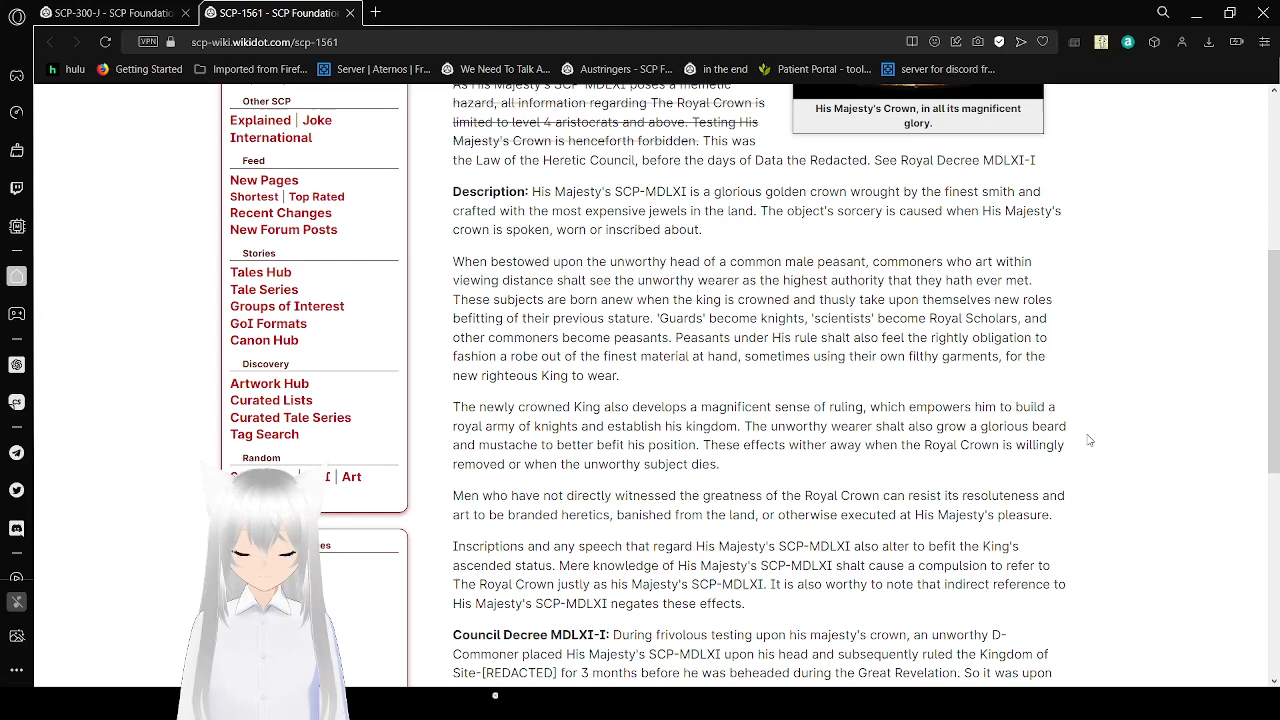 SCP-300-J - SCP Foundatio
SCP-1561 - SCP Foundation
VPN
scp-wiki.wikidot.com/scp-1561
hulu
Getting Started
Imported from Firef...
Server | Aternos | Fr...
We Need To Talk A...
Austringers - SCP F...
in the end
Patient Portal - tool...
server for discord fr...
Other SCP
Explained | Joke
International
Feed
New Pages
Shortest | Top Rated
Recent Changes
New Forum Posts
Stories
Tales Hub
Tale Series
Groups of Interest
GoI Formats
Canon Hub
Discovery
Artwork Hub
Curated Lists
Curated Tale Series
Tag Search
Random
| Art
As His Majesty's SCP-MDLXI poses a memetic
hazard, all information regarding The Royal Crown is
limited to level 4 aristocrats and above. Testing His
Majesty's Crown is henceforth forbidden. This was
the Law of the Heretic Council, before the days of Data the Redacted. See Royal Decree MDLXI-I
His Majesty's Crown, in all its magnificent
glory.
Description: His Majesty's SCP-MDLXI is a glorious golden crown wrought by the finest smith and
crafted with the most expensive jewels in the land. The object's sorcery is caused when His Majesty's
crown is spoken, worn or inscribed about.
When bestowed upon the unworthy head of a common male peasant, commoners who art within
viewing distance shalt see the unworthy wearer as the highest authority that they hath ever met.
These subjects are born anew when the king is crowned and thusly take upon themselves new roles
befitting of their previous stature. 'Guards' become knights, 'scientists' become Royal Scholars, and
other commoners become peasants. Peasants under His rule shalt also feel the rightly obligation to
fashion a robe out of the finest material at hand, sometimes using their own filthy garments, for the
new righteous King to wear.
The newly crowned King also develops a magnificent sense of ruling, which empowers him to build a
royal army of knights and establish his kingdom. The unworthy wearer shalt also grow a glorious beard
and mustache to better befit his position. These effects wither away when the Royal Crown is willingly
removed or when the unworthy subject dies.
Men who have not directly witnessed the greatness of the Royal Crown can resist its resoluteness and
art to be branded heretics, banished from the land, or otherwise executed at His Majesty's pleasure.
Inscriptions and any speech that regard His Majesty's SCP-MDLXI also alter to befit the King's
ascended status. Mere knowledge of His Majesty's SCP-MDLXI shalt cause a compulsion to refer to
The Royal Crown justly as his Majesty's SCP-MDLXI. It is also worthy to note that indirect reference to
His Majesty's SCP-MDLXI negates these effects.
Council Decree MDLXI-I: During frivolous testing upon his majesty's crown, an unworthy D-
Commoner placed His Majesty's SCP-MDLXI upon his head and subsequently ruled the Kingdom of
Site-[REDACTED] for 3 months before he was beheaded during the Great Revelation. So it was upon